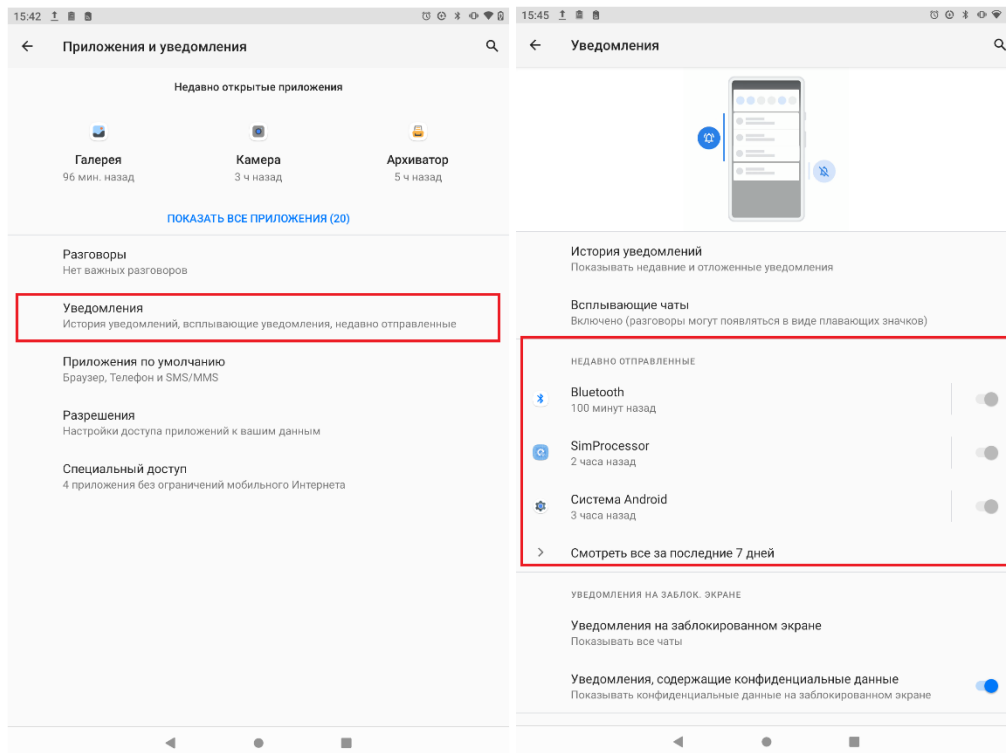 15:42
Приложения и уведомления
Недавно открытые приложения
Галерея
96 мин. назад
Камера
3 ч назад
Архиватор
5 ч назад
ПОКАЗАТЬ ВСЕ ПРИЛОЖЕНИЯ (20)
Разговоры
Нет важных разговоров
Уведомления
История уведомлений, всплывающие уведомления, недавно отправленные
Приложения по умолчанию
Браузер, Телефон и SMS/MMS
Разрешения
Настройки доступа приложений к вашим данным
Специальный доступ
4 приложения без ограничений мобильного Интернета
15:45
Уведомления
История уведомлений
Показывать недавние и отложенные уведомления
Всплывающие чаты
Включено (разговоры могут появляться в виде плавающих значков)
НЕДАВНО ОТПРАВЛЕННЫЕ
Bluetooth
100 минут назад
SimProcessor
2 часа назад
Система Android
3 часа назад
Смотреть все за последние 7 дней
УВЕДОМЛЕНИЯ НА ЗАБЛОК. ЭКРАНЕ
Уведомления на заблокированном экране
Показывать все чаты
Уведомления, содержащие конфиденциальные данные
Показывать конфиденциальные данные на заблокированном экране